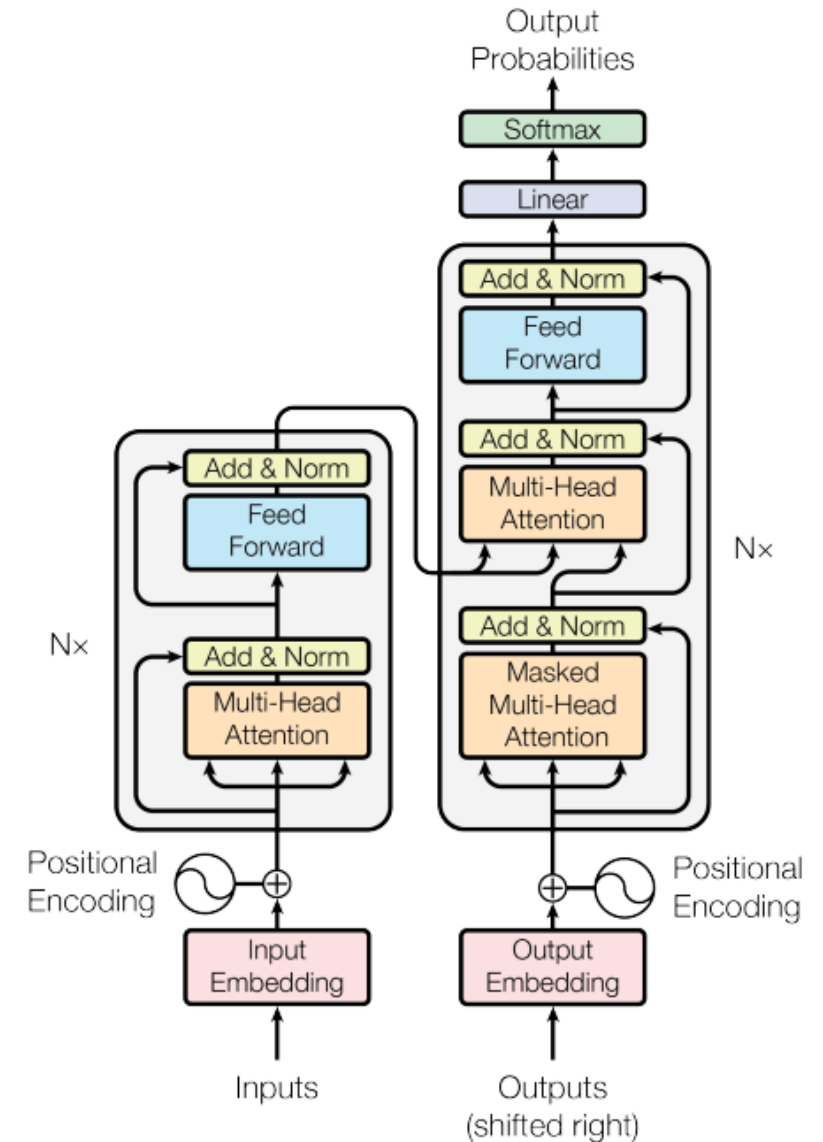 Output
Probabilities
Softmax
Linear
Add & Norm
Feed
Forward
Add & Norm
Multi-Head
Attention
Nx
Add & Norm
Masked
Multi-Head
Attention
Add & Norm
Feed
Forward
Nx
Add & Norm
Multi-Head
Attention
Positional
Encoding
Positional
Encoding
Input
Embedding
Output
Embedding
Inputs
Outputs
(shifted right)